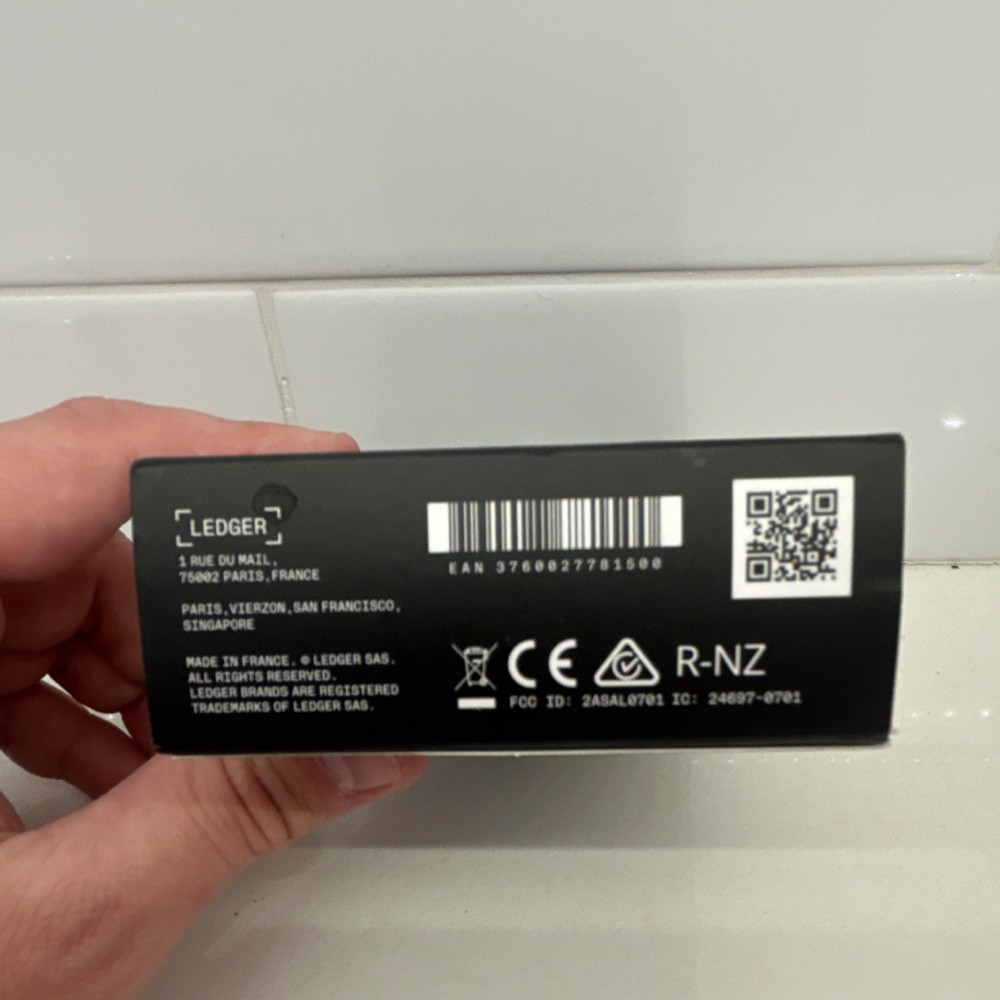 LEDGER
1 RUE DU MAIL,
75002 PARIS,FRANCE
PARIS,VIERZON,SAN FRANCISCO,
SINGAPORE
MADE IN FRANCE. © LEDGER SAS.
ALL RIGHTS RESERVED.
LEDGER BRANDS ARE REGISTERED
TRADEMARKS OF LEDGER SAS.
EAN 3760027781500
CE R-NZ
FCC ID: 2ASAL0701 IC: 24697-0701